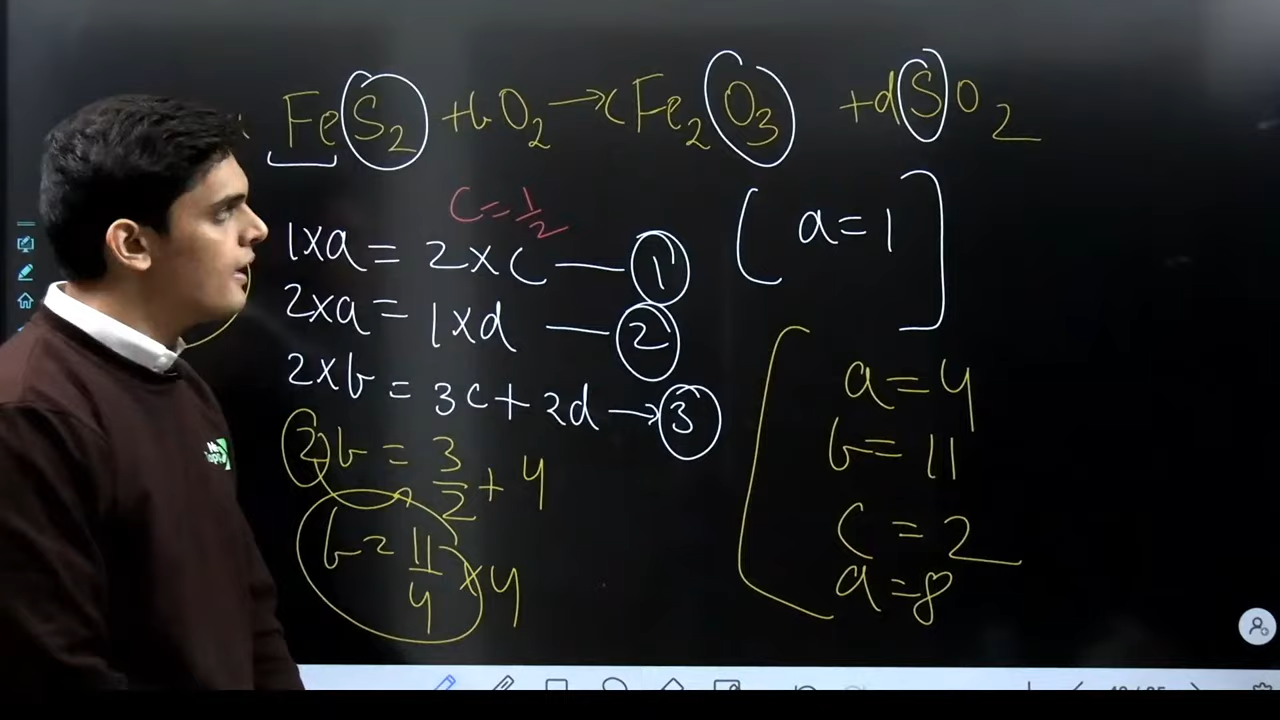 FeS2 + bO2 → cFe2O3 + dSO2
c = 1/2
1×a = 2×c — 1
2×a = 1×d — 2
2×b = 3c + 2d → 3
2b = 3/2 + 4
b = 11/4 × 4
a = 1
a = 4
b = 11
c = 2
a = 8